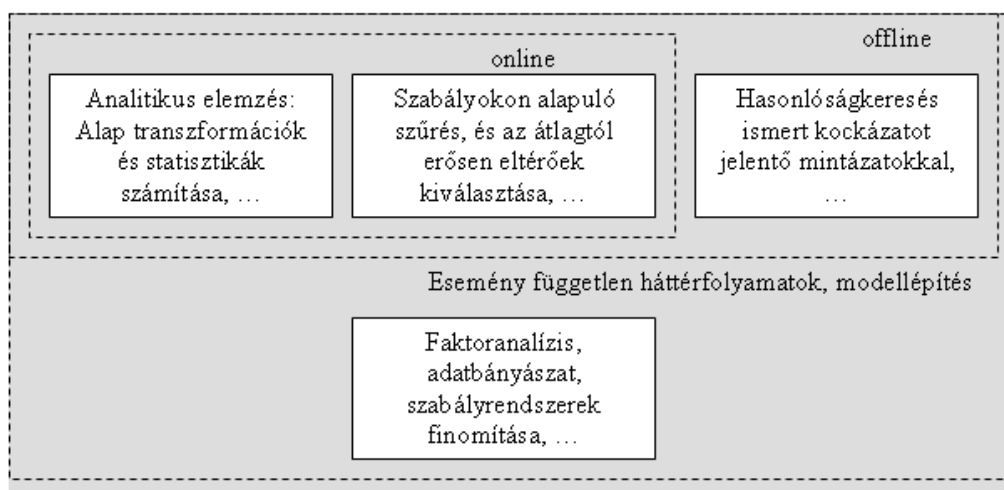 offline
online
Analitikus elemzés:
Alap transzformációk
és statisztikák
számítása, ...
Szabályokon alapuló
szűrés, és az átlagtól
erősen eltérőek
kiválasztása, ...
Hasonlóságkeresés
ismert kockázatot
jelentő mintázatokkal,
...
Esemény független háttérfolyamatok, modellépítés
Faktoranalízis,
adatbányászat,
szabályrendszerek
finomítása, ...